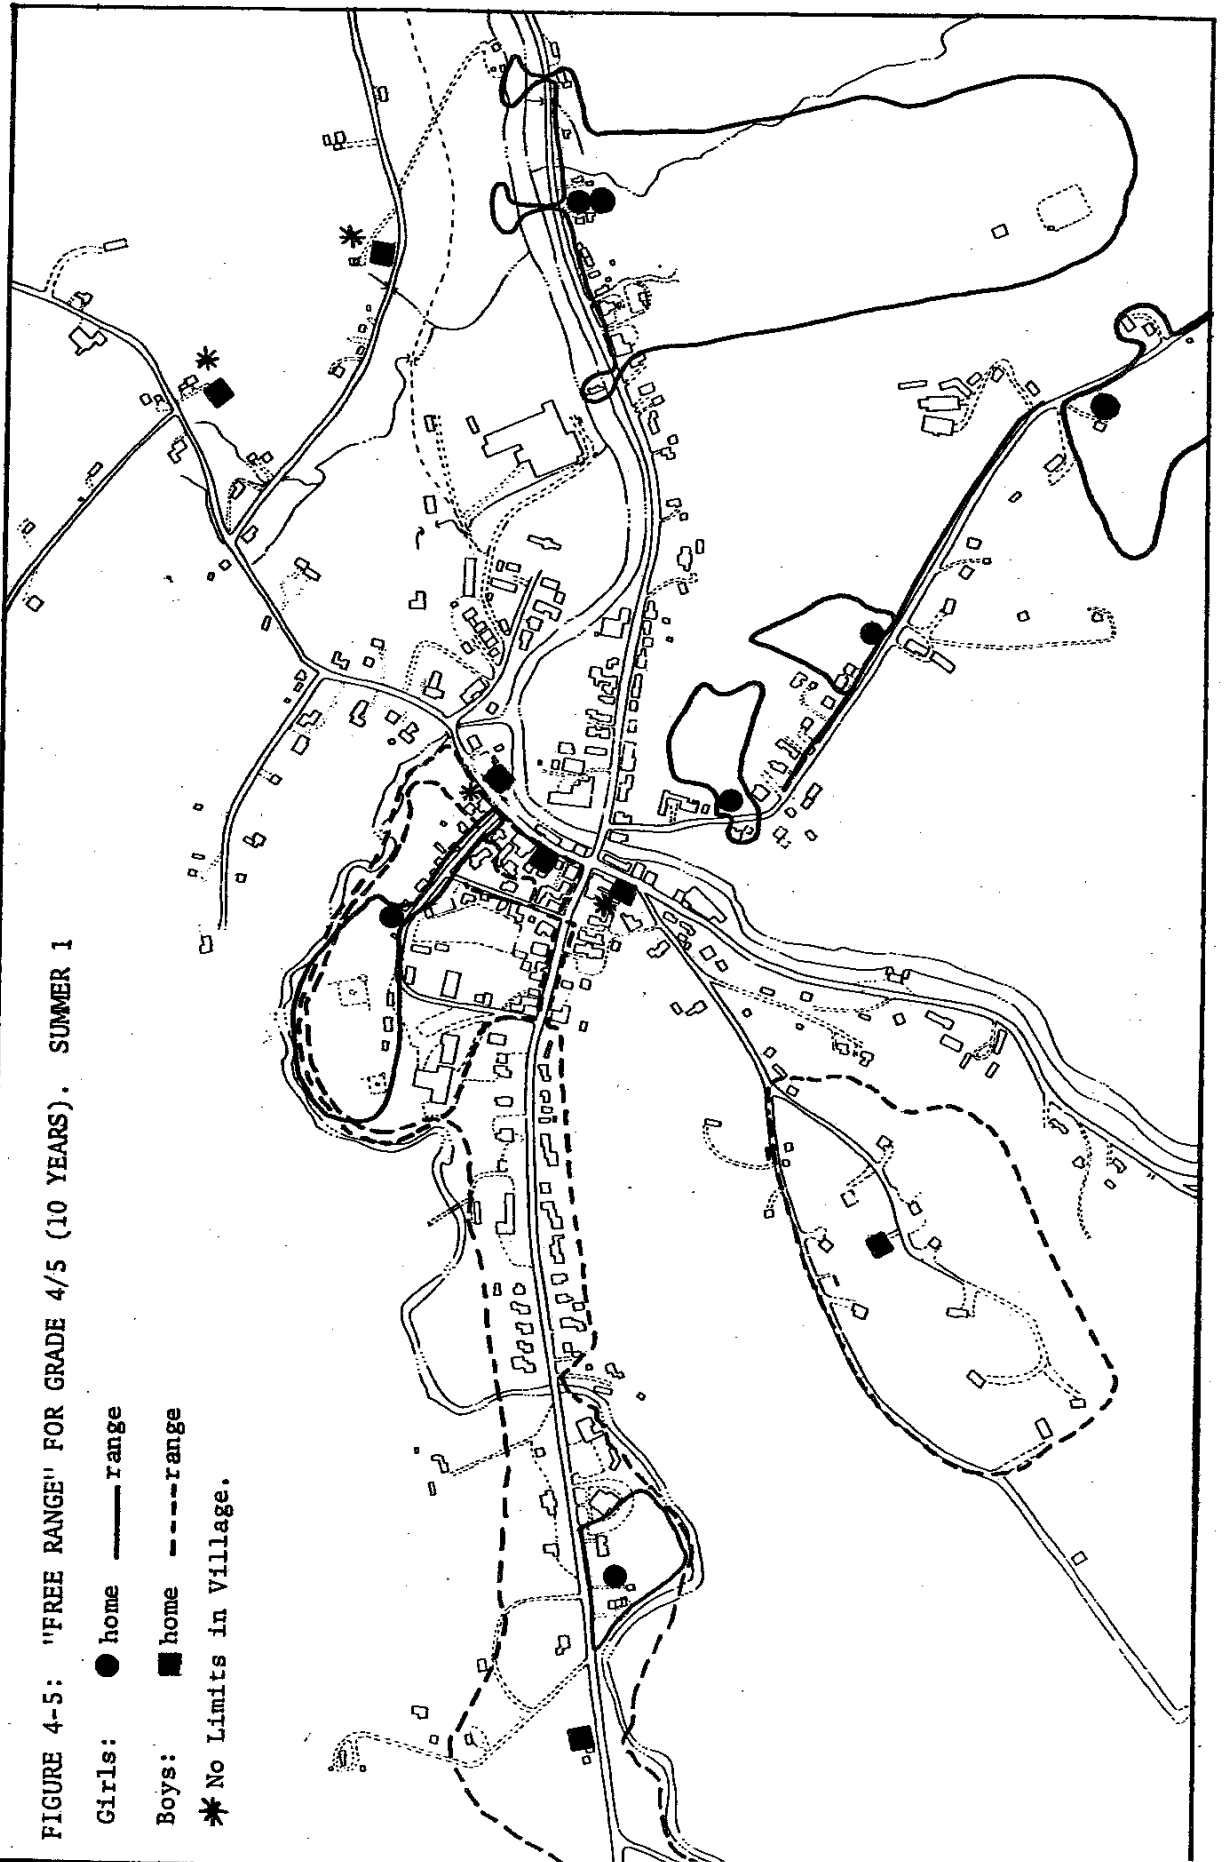 FIGURE 4-5: "FREE RANGE" FOR GRADE 4/5 (10 YEARS). SUMMER 1
Girls: home range
Boys: home range
No Limits in Village.